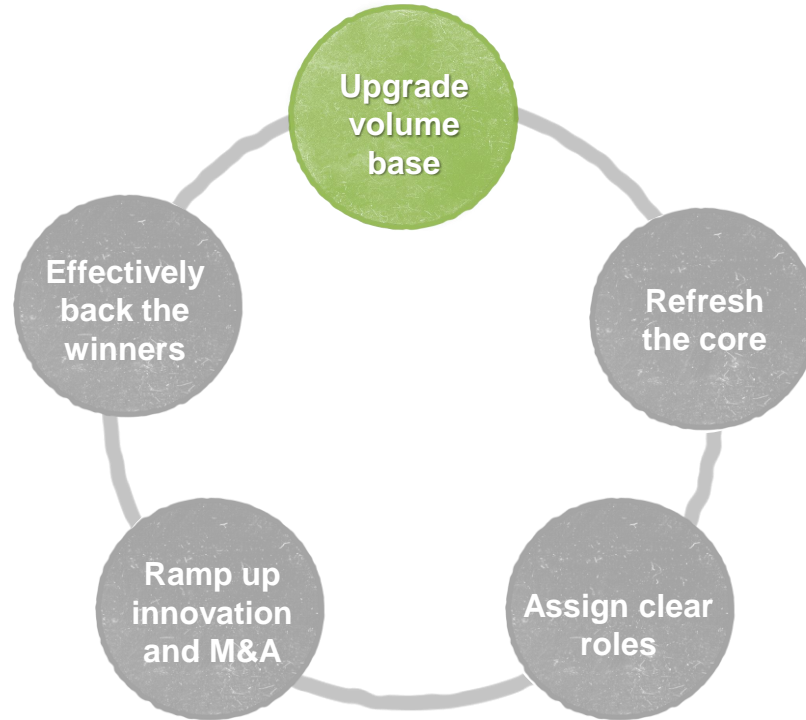 Upgrade
volume
base
Refresh
the core
Assign clear
roles
Ramp up
innovation
and M&A
Effectively
back the
winners